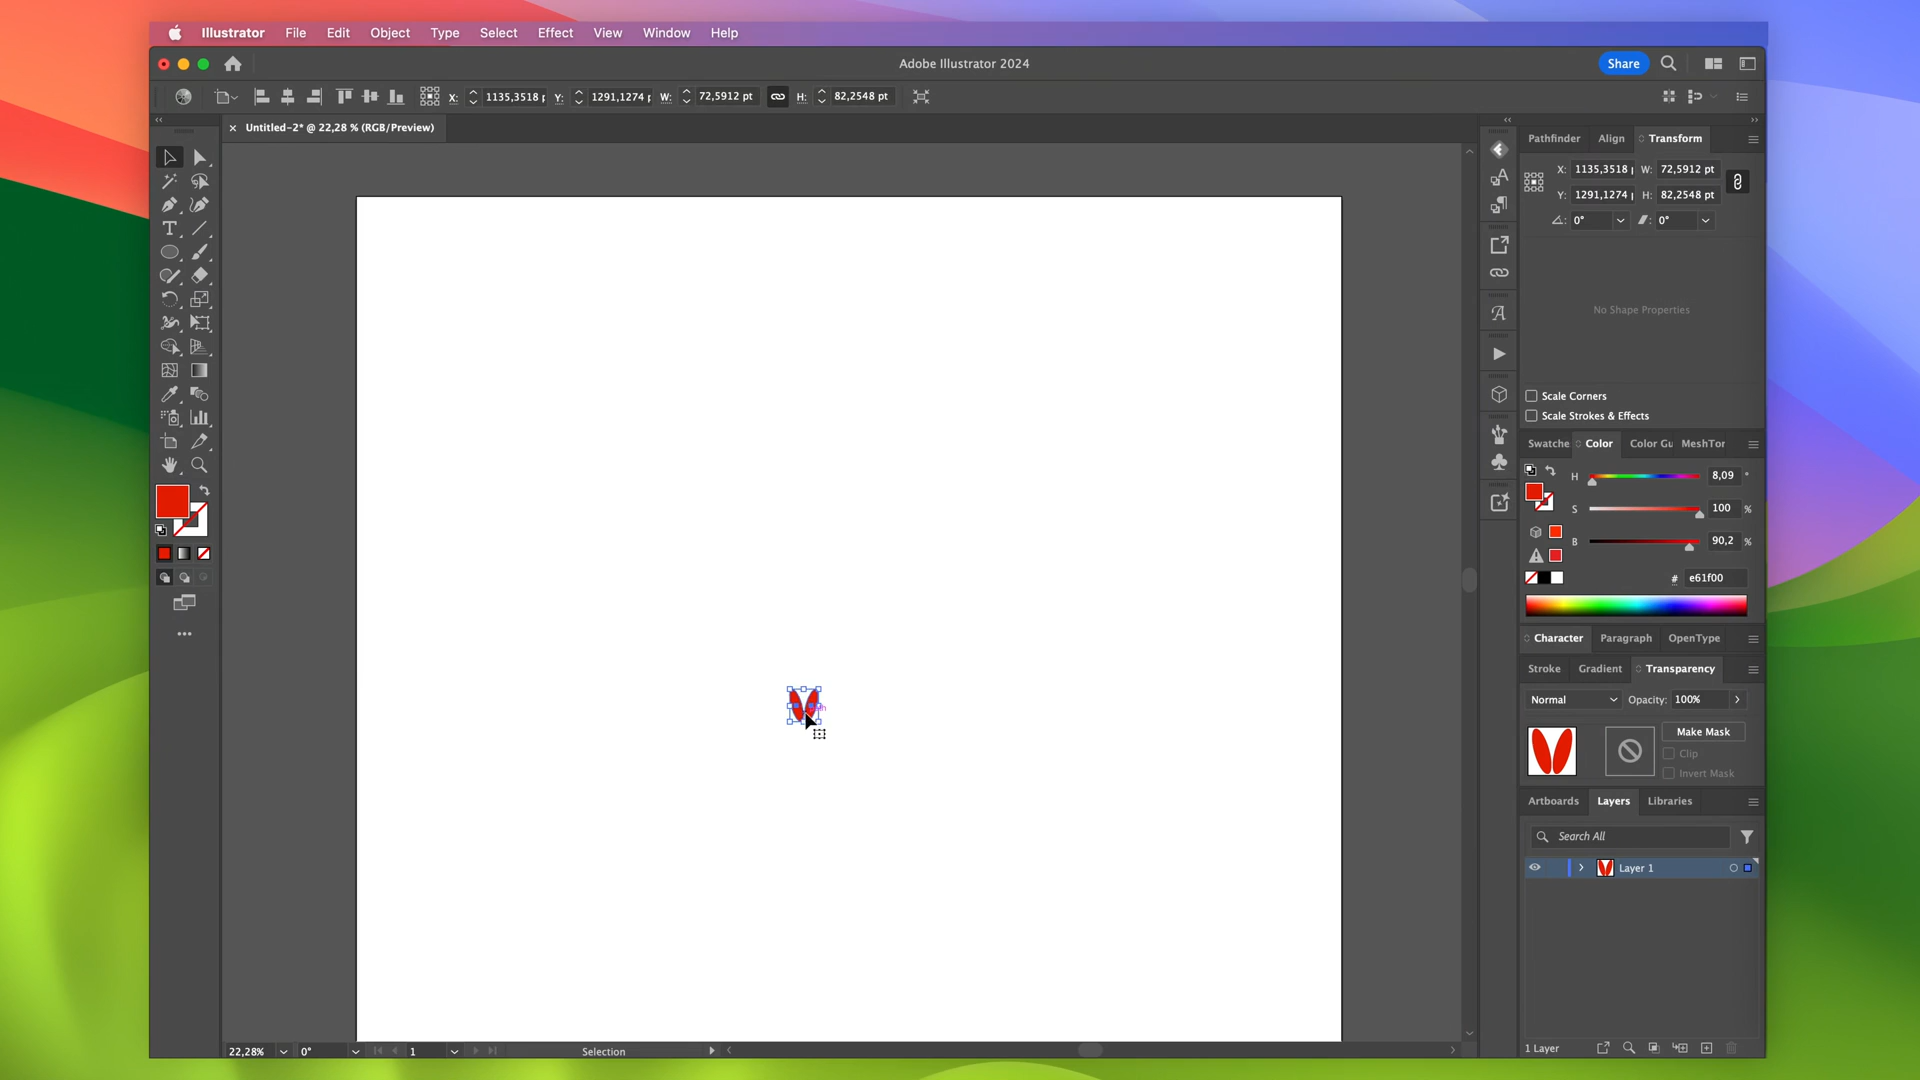 Illustrator File Edit Object Type Select Effect View Window Help
Adobe Illustrator 2024
Share
X: 1135,3518 Y: 1291,1274 W: 72,5912 pt H: 82,2548 pt
Untitled-2* @ 22,28 % (RGB/Preview)
Pathfinder Align Transform
X: 1135,3518 W: 72,5912 pt
Y: 1291,1274 H: 82,2548 pt
0° 0°
No Shape Properties
Scale Corners
Scale Strokes & Effects
Swatche Color Color Gu MeshTor
H 8,09 °
S 100 %
B 90,2 %
# e61f00
Character Paragraph OpenType
Stroke Gradient Transparency
Normal Opacity: 100%
Make Mask
Clip
Invert Mask
Artboards Layers Libraries
Search All
Layer 1
1 Layer
22,28% 0° 1 Selection